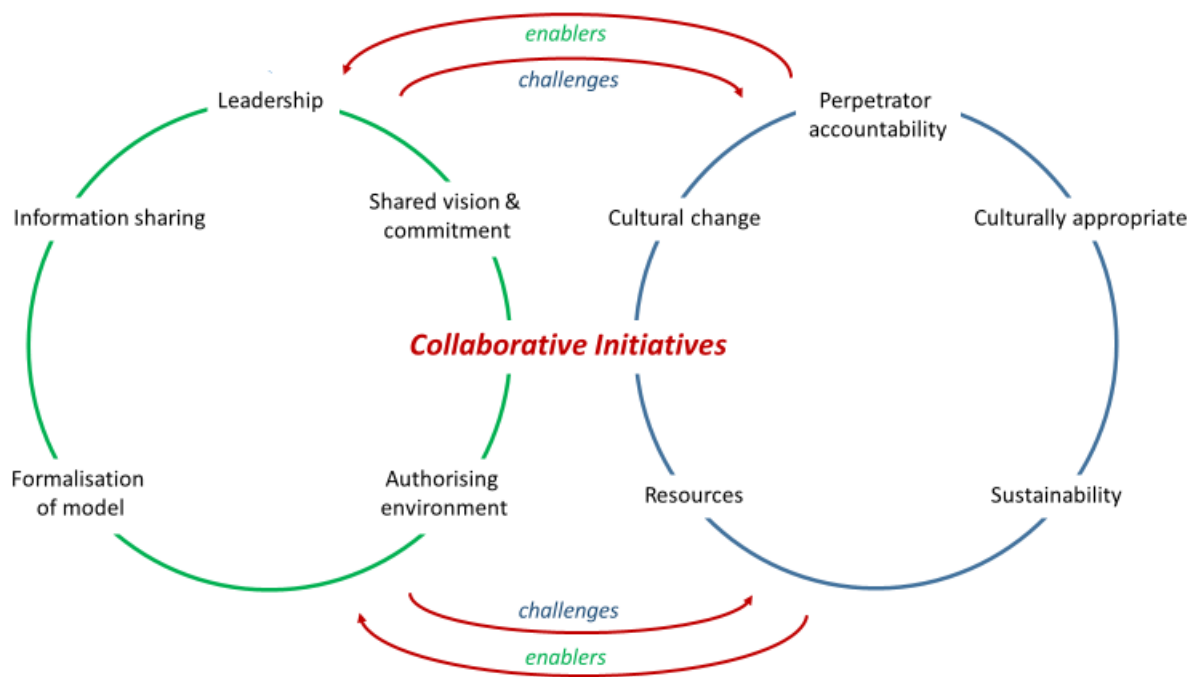 enablers
challenges
Leadership
Perpetrator
accountability
Shared vision &
commitment
Information sharing
Cultural change
Culturally appropriate
Collaborative Initiatives
Formalisation
of model
Authorising
environment
Resources
Sustainability
challenges
enablers